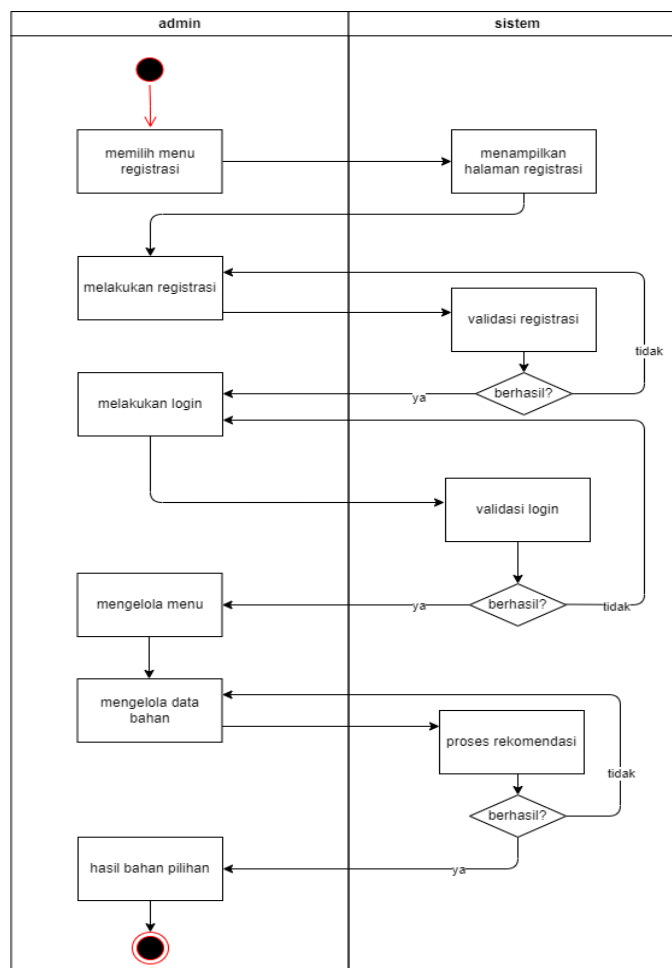 admin
sistem
memilih menu
registrasi
menampilkan
halaman registrasi
melakukan registrasi
validasi registrasi
tidak
melakukan login
ya
berhasil?
validasi login
mengelola menu
ya
berhasil?
tidak
mengelola data
bahan
proses rekomendasi
tidak
berhasil?
hasil bahan pilihan
ya